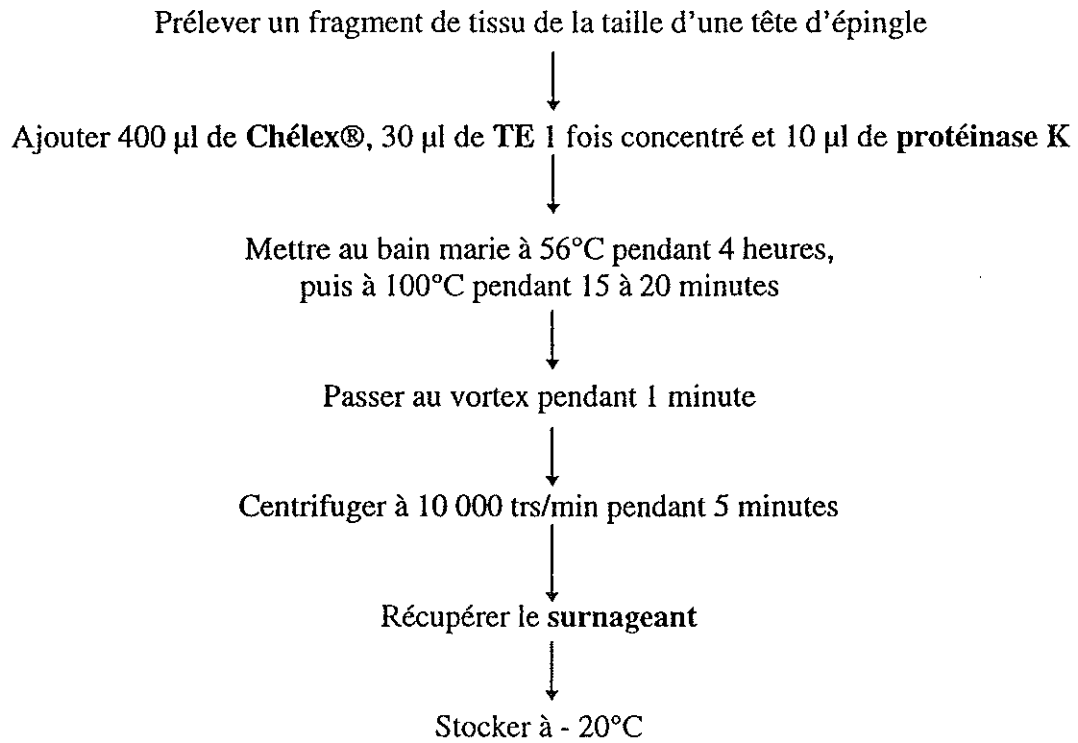 Prélever un fragment de tissu de la taille d'une tête d'épingle
Ajouter 400 µl de Chélex®, 30 µl de TE 1 fois concentré et 10 µl de protéinase K
Mettre au bain marie à 56°C pendant 4 heures,
puis à 100°C pendant 15 à 20 minutes
Passer au vortex pendant 1 minute
Centrifuger à 10 000 trs/min pendant 5 minutes
Récupérer le surnageant
Stocker à - 20°C